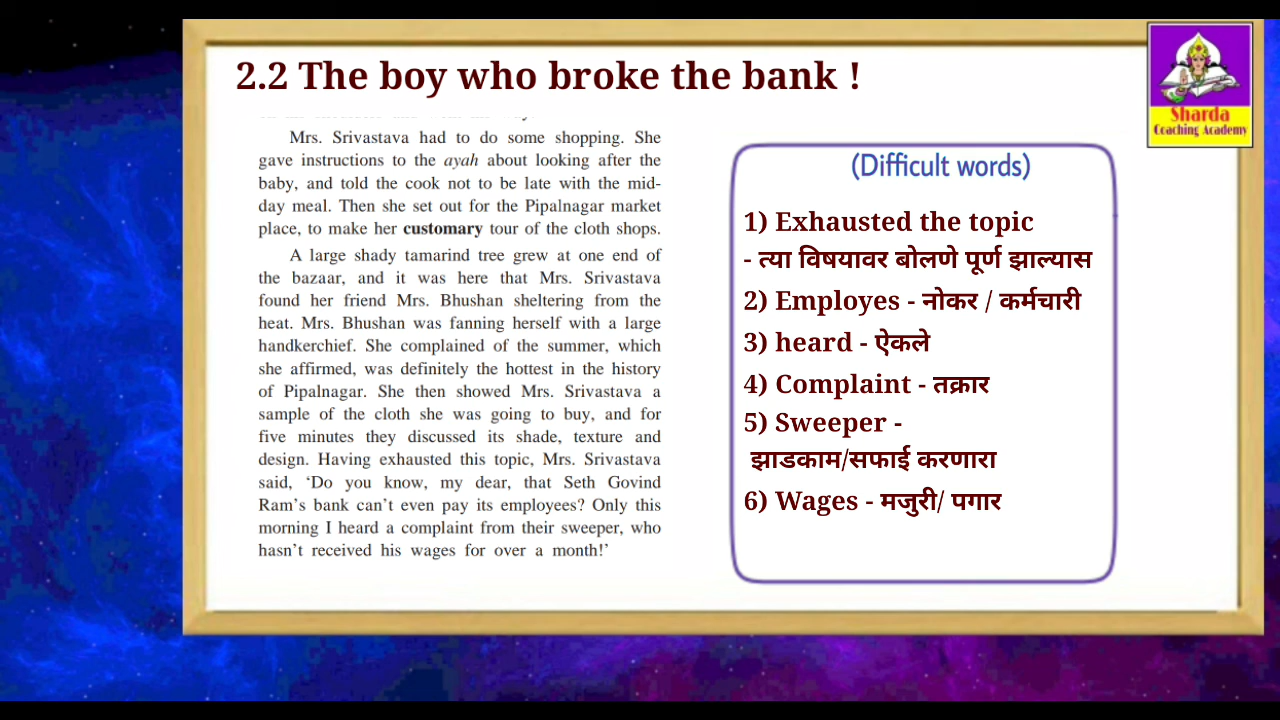 2.2 The boy who broke the bank !
Mrs. Srivastava had to do some shopping. She
gave instructions to the ayah about looking after the
baby, and told the cook not to be late with the mid-
day meal. Then she set out for the Pipalnagar market
place, to make her customary tour of the cloth shops.
A large shady tamarind tree grew at one end of
the bazaar, and it was here that Mrs. Srivastava
found her friend Mrs. Bhushan sheltering from the
heat. Mrs. Bhushan was fanning herself with a large
handkerchief. She complained of the summer, which
she affirmed, was definitely the hottest in the history
of Pipalnagar. She then showed Mrs. Srivastava a
sample of the cloth she was going to buy, and for
five minutes they discussed its shade, texture and
design. Having exhausted this topic, Mrs. Srivastava
said, ‘Do you know, my dear, that Seth Govind
Ram’s bank can’t even pay its employees? Only this
morning I heard a complaint from their sweeper, who
hasn’t received his wages for over a month!’
(Difficult words)
1) Exhausted the topic
- त्या विषयावर बोलणे पूर्ण झाल्यास
2) Employes - नोकर / कर्मचारी
3) heard - ऐकले
4) Complaint - तक्रार
5) Sweeper -
झाडकाम/सफाई करणारा
6) Wages - मजुरी/ पगार
Sharda
Coaching Academy